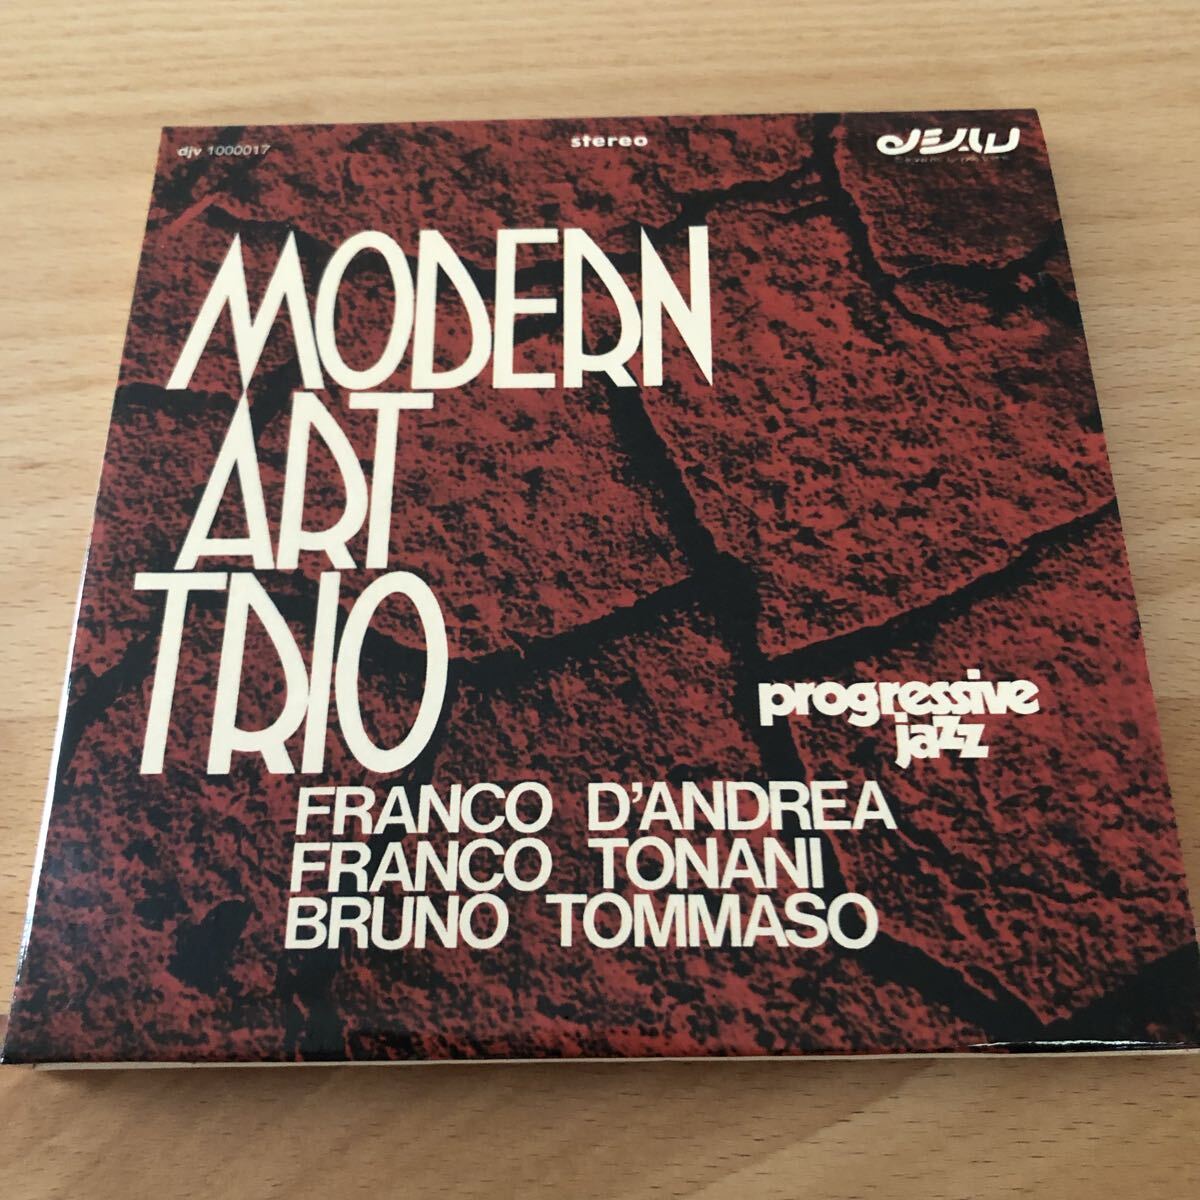 djv 1000017
stereo
MODERN
ART
TRIO
progressive
jazz
FRANCO D'ANDREA
FRANCO TONANI
BRUNO TOMMASO